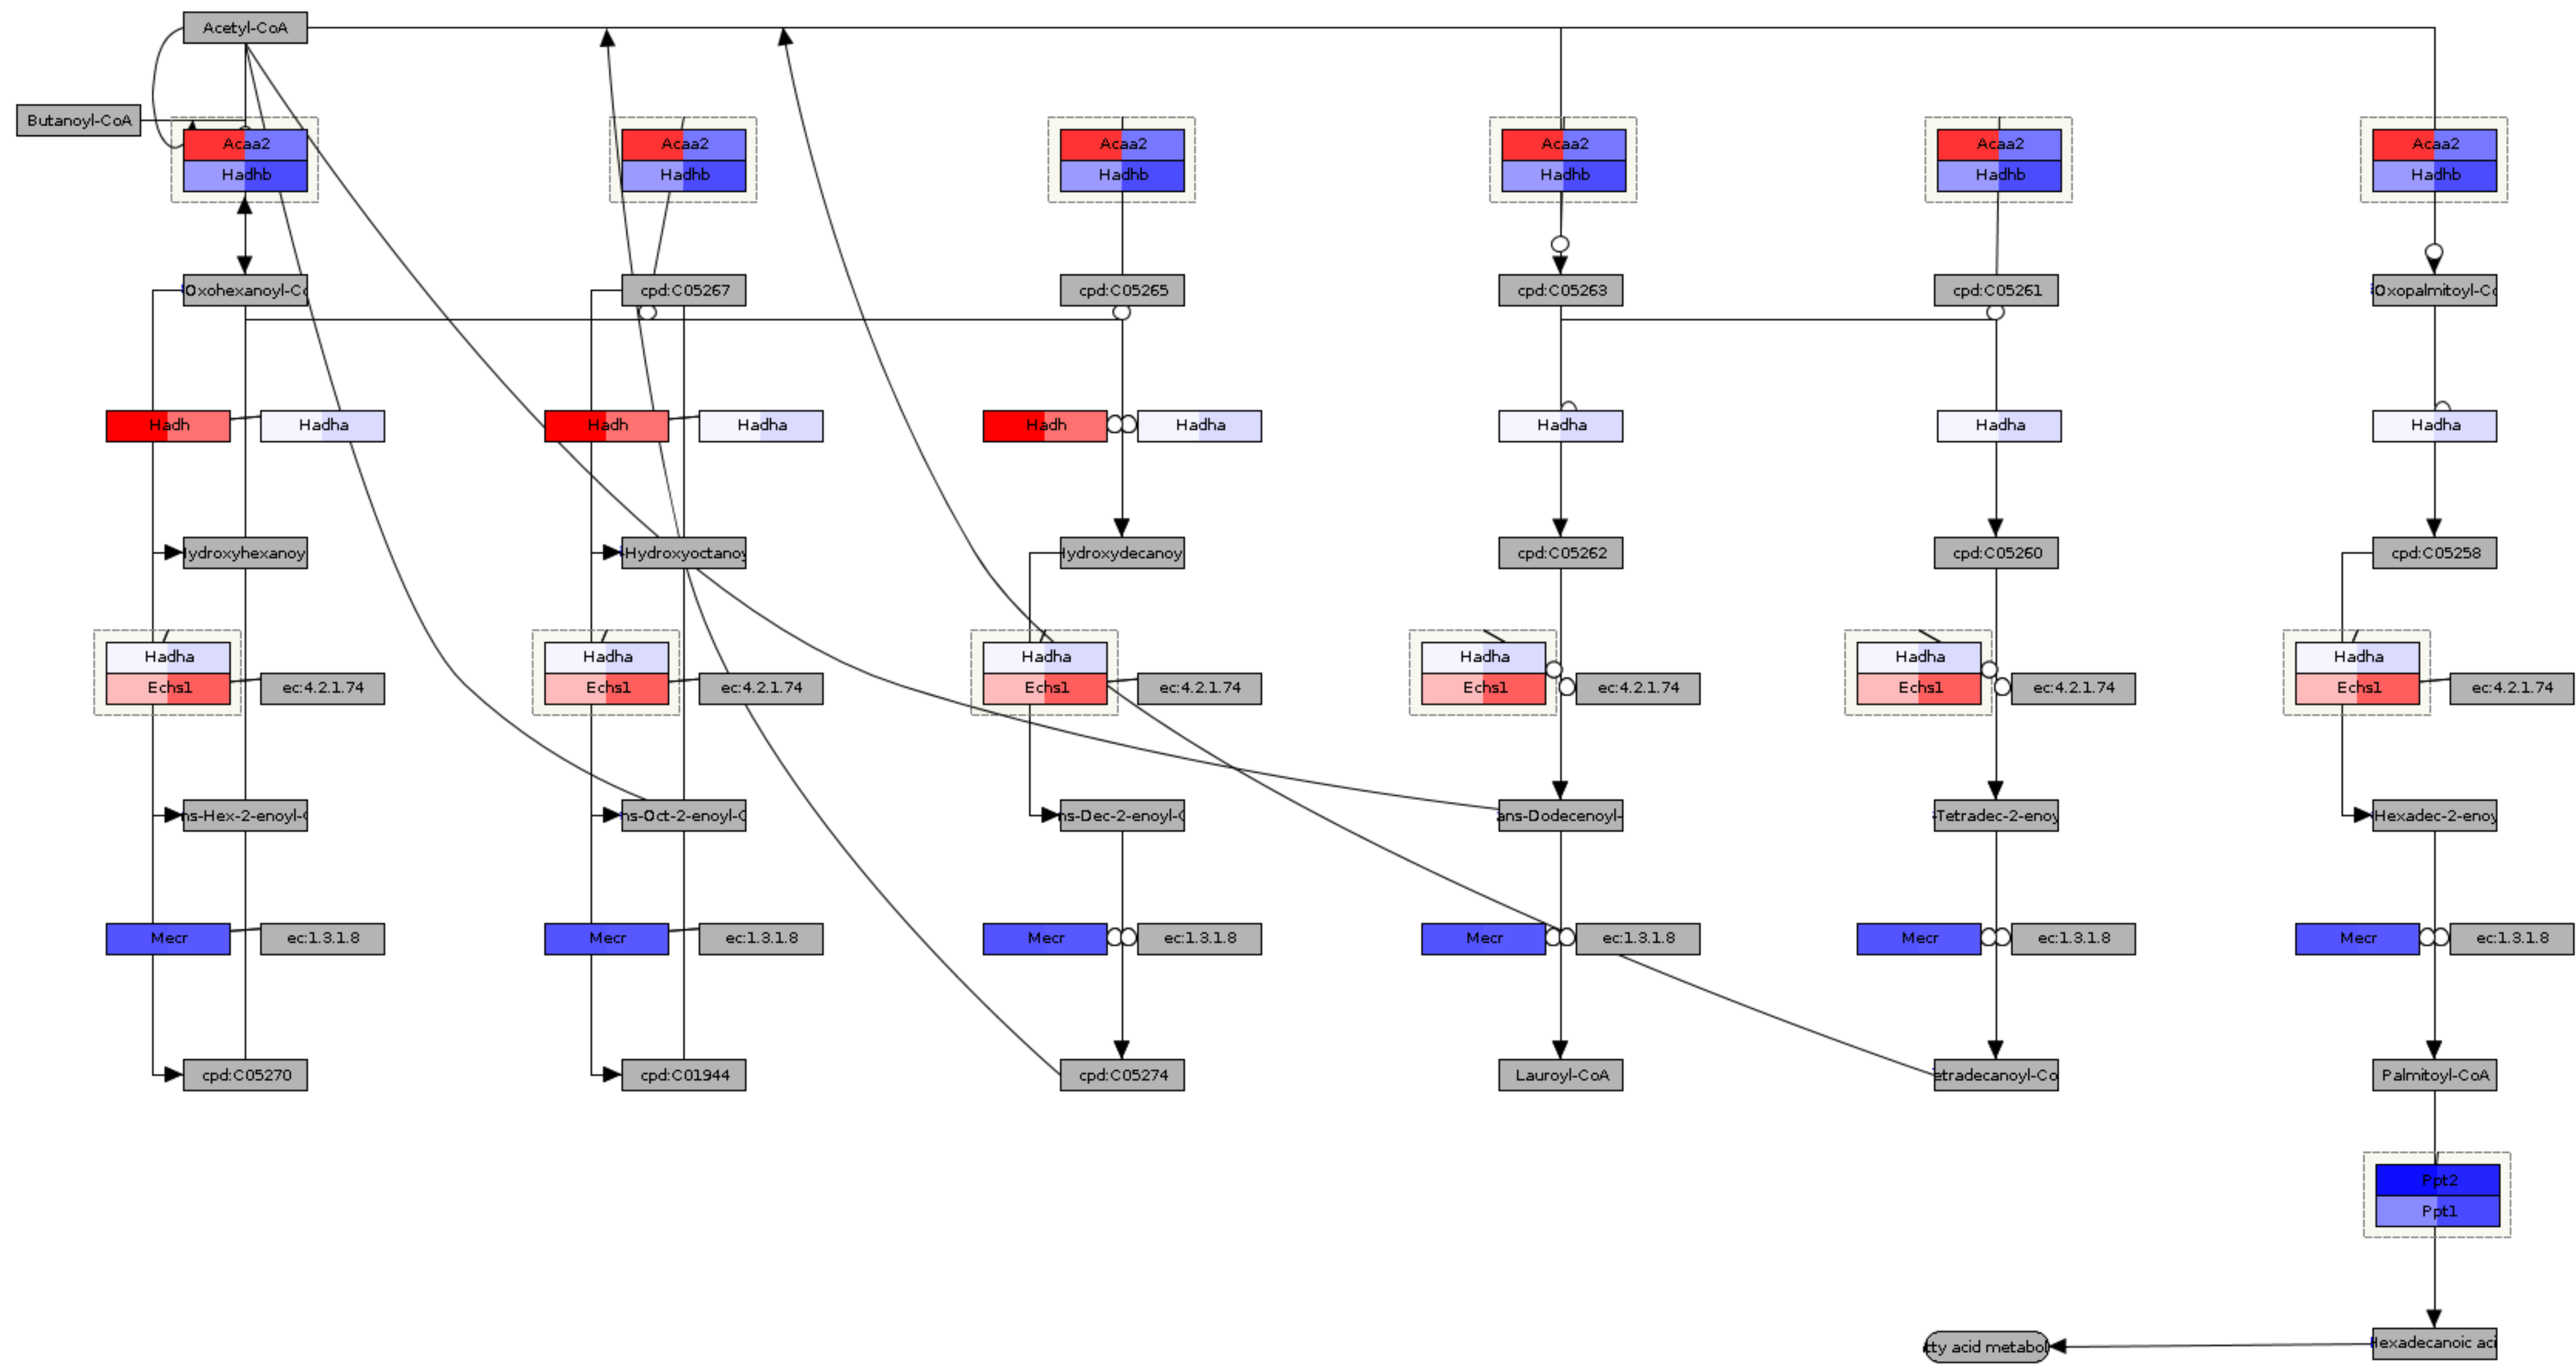 Acetyl-CoA
Butanoyl-CoA
Acaa2 Acaa2 Acaa2 Acaa2 Acaa2 Acaa2
Hadhb Hadhb Hadhb Hadhb Hadhb Hadhb
Oxohexanoyl-Co cpd:C05267 cpd:C05265 cpd:C05263 cpd:C05261 Oxopalmitoyl-Co
Hadh Hadha Hadh Hadha Hadh Hadha Hadha Hadha Hadha
ydroxyhexanoy Hydroxyoctanoy ydroxydecanoy cpd:C05262 cpd:C05260 cpd:C05258
Hadha Hadha Hadha Hadha Hadha Hadha
Echs1 ec:4.2.1.74 Echs1 ec:4.2.1.74 Echs1 ec:4.2.1.74 Echs1 ec:4.2.1.74 Echs1 ec:4.2.1.74 Echs1 ec:4.2.1.74
ns-Hex-2-enoyl-C ns-Oct-2-enoyl-C ns-Dec-2-enoyl-C ans-Dodecenoyl- -Tetradec-2-enoy Hexadec-2-enoy
Mecr ec:1.3.1.8 Mecr ec:1.3.1.8 Mecr ec:1.3.1.8 Mecr ec:1.3.1.8 Mecr ec:1.3.1.8 Mecr ec:1.3.1.8
cpd:C05270 cpd:C01944 cpd:C05274 Lauroyl-CoA etradecanoyl-Co Palmitoyl-CoA
Ppt2
Ppt1
tty acid metabol Hexadecanoic aci